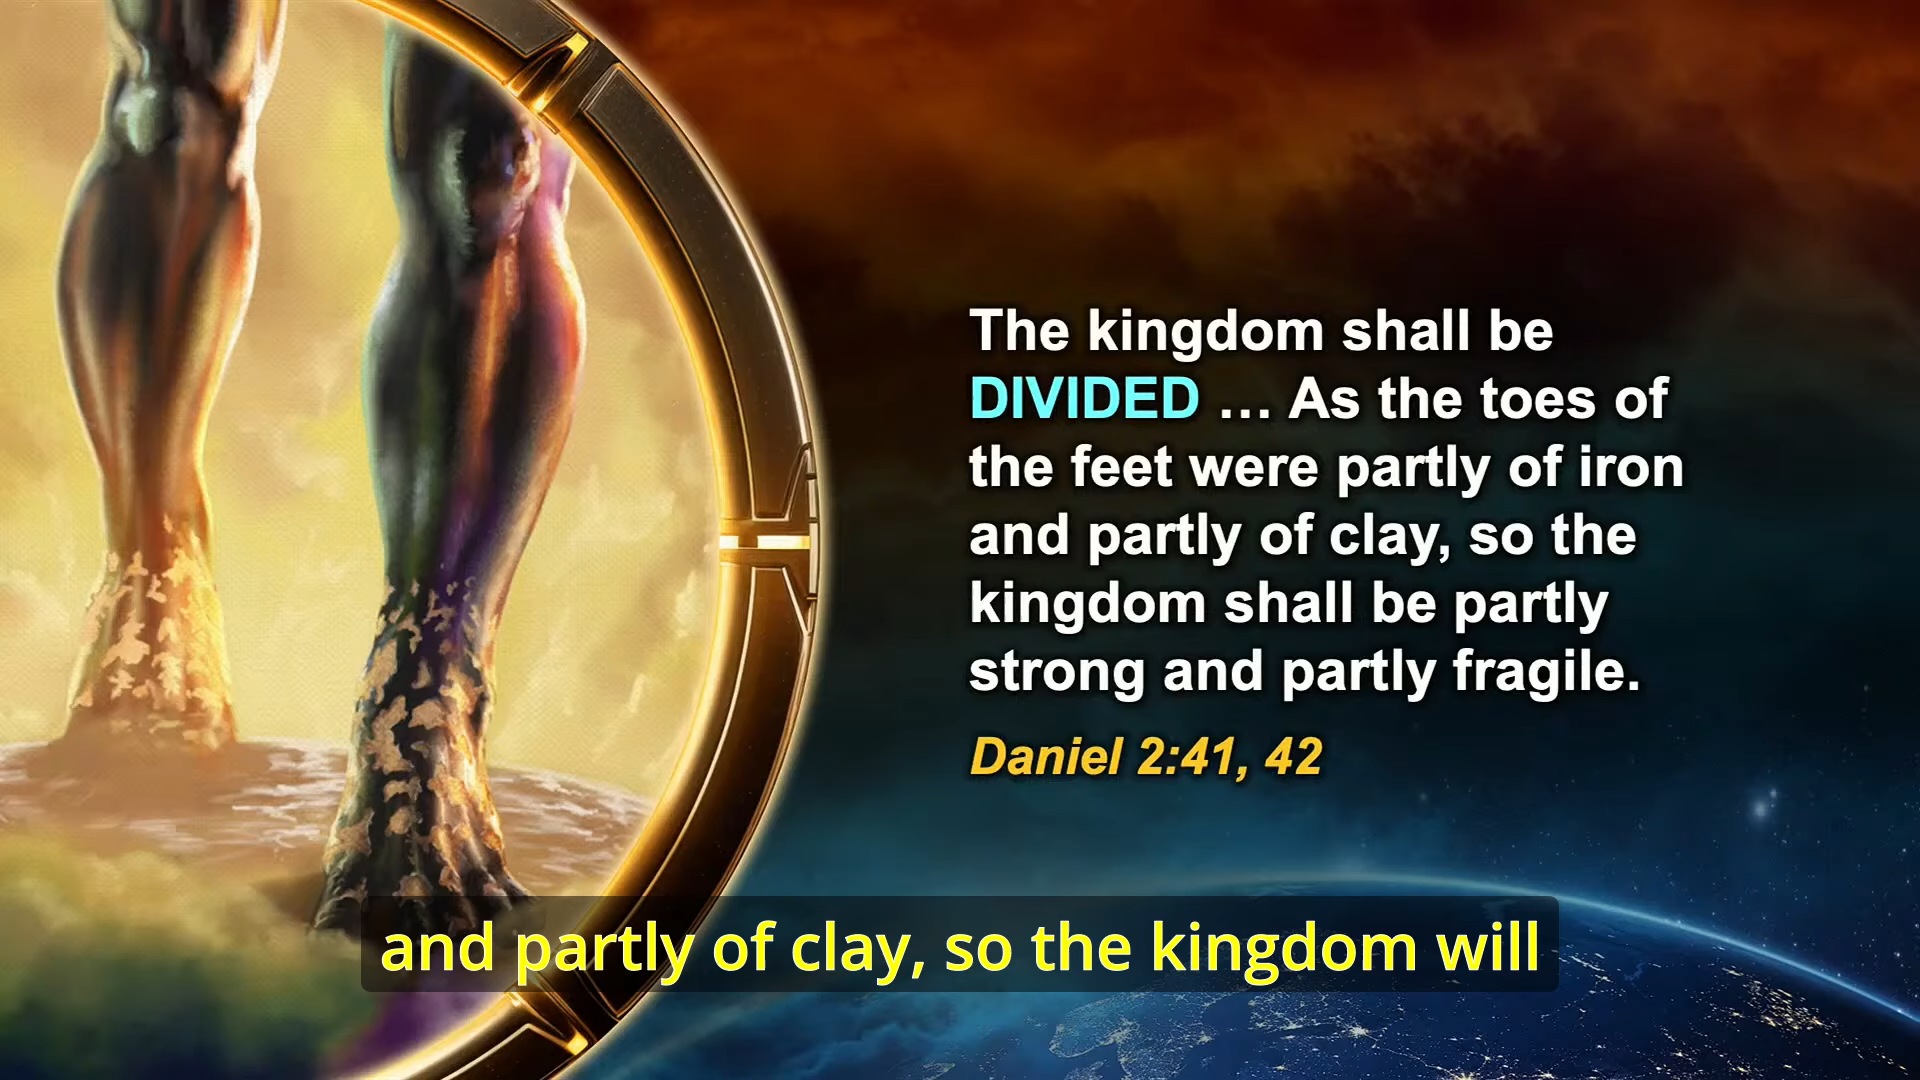 The kingdom shall be
DIVIDED … As the toes of
the feet were partly of iron
and partly of clay, so the
kingdom shall be partly
strong and partly fragile.
Daniel 2:41, 42
and partly of clay, so the kingdom will